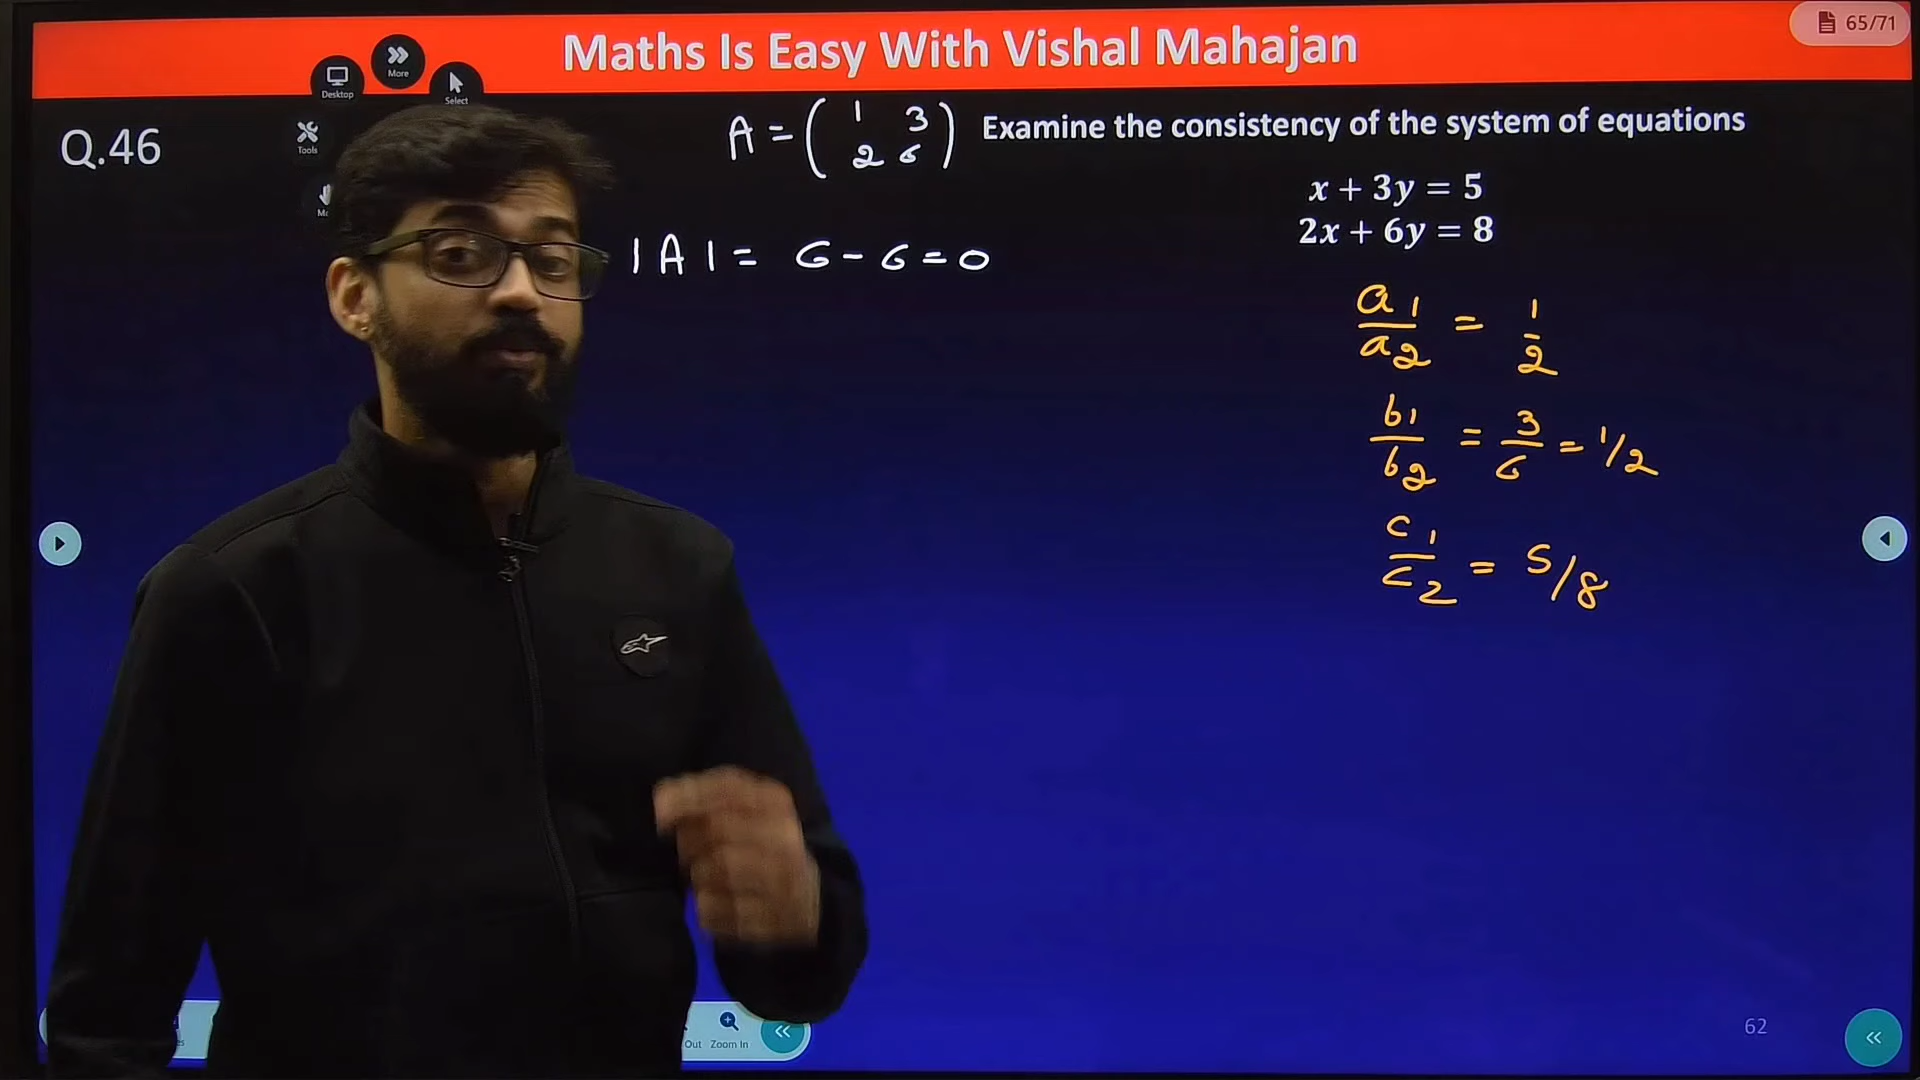 Maths Is Easy With Vishal Mahajan
65/71
Desktop
More
Select
Tools
Q.46
A = ( 1 3
2 6 )
Examine the consistency of the system of equations
x + 3y = 5
2x + 6y = 8
|A| = 6 - 6 = 0
a1/a2 = 1/2
b1/b2 = 3/6 = 1/2
c1/c2 = 5/8
Out
Zoom In
62